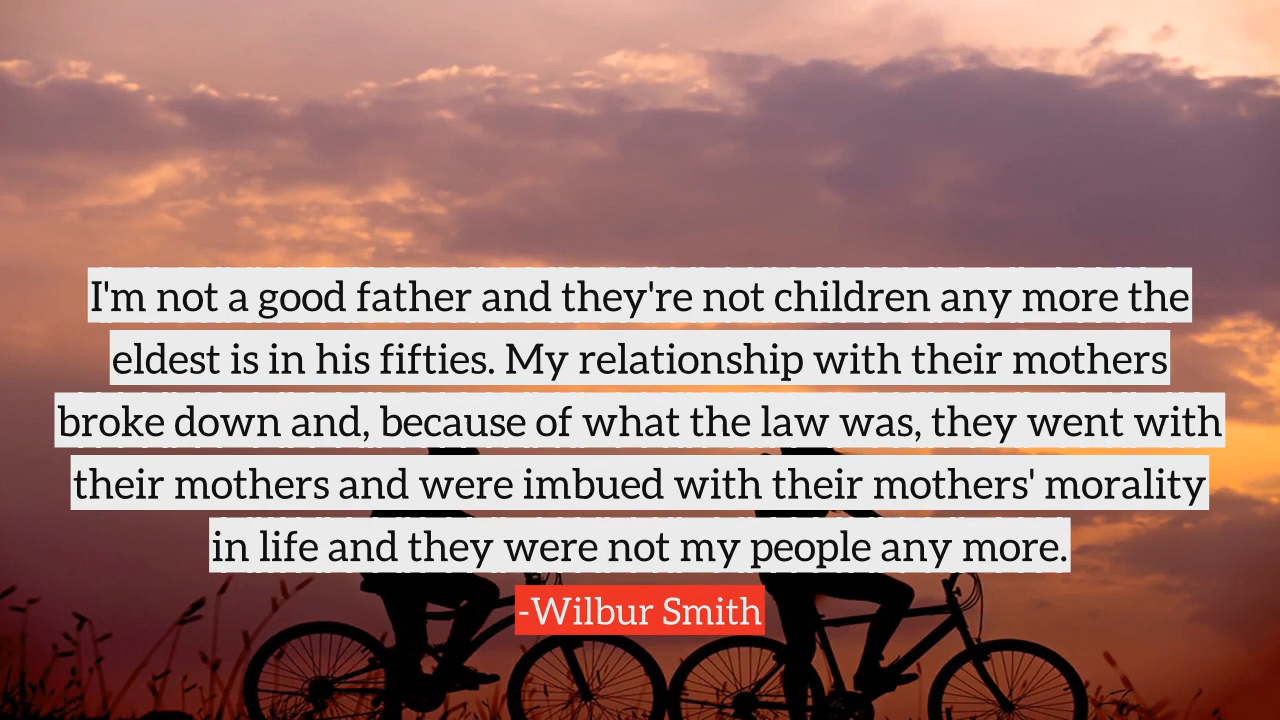 I'm not a good father and they're not children any more the
eldest is in his fifties. My relationship with their mothers
broke down and, because of what the law was, they went with
their mothers and were imbued with their mothers' morality
in life and they were not my people any more.
-Wilbur Smith